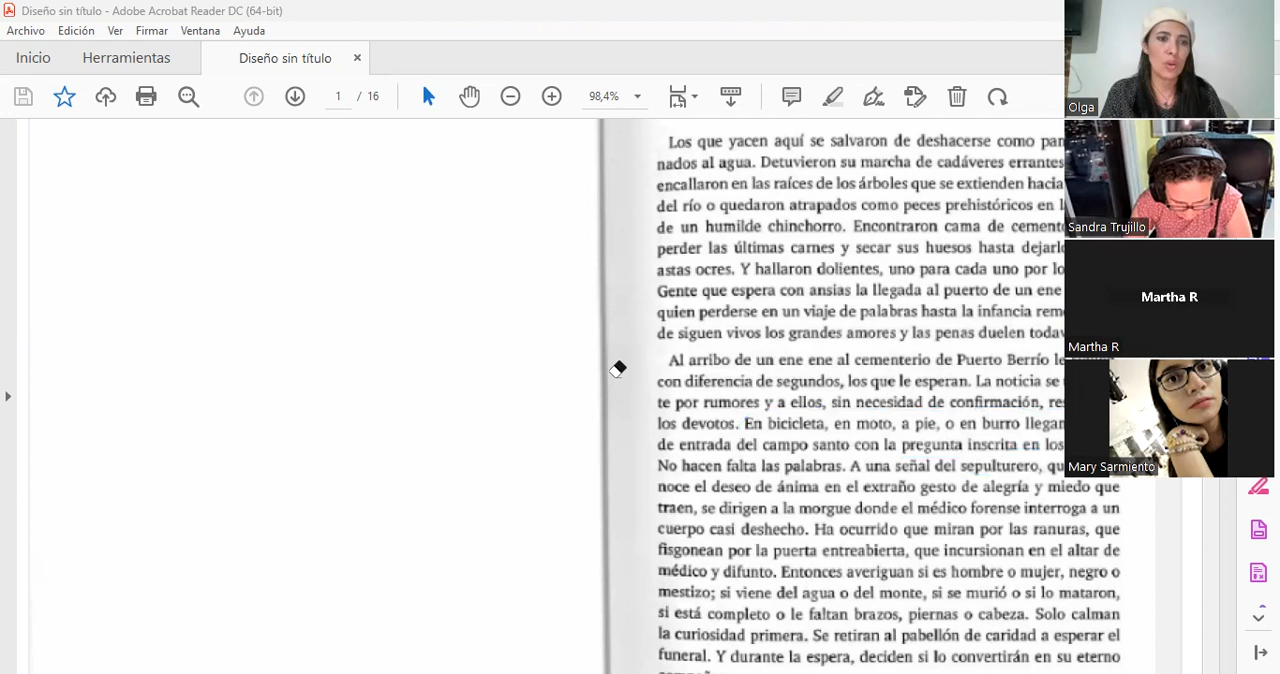 Diseño sin título - Adobe Acrobat Reader DC (64-bit)
Archivo Edición Ver Firmar Ventana Ayuda
Inicio Herramientas Diseño sin título ×
1 / 16 98,4%
Los que yacen aquí se salvaron de deshacerse como
nados al agua. Detuvieron su marcha de cadáveres errantes
encallaron en las raíces de los árboles que se extienden hacia
del río o quedaron atrapados como peces prehistóricos en
de un humilde chinchorro. Encontraron cama de
perder las últimas carnes y secar sus huesos hasta
astas ocres. Y hallaron dolientes, uno para cada uno por
Gente que espera con ansias la llegada al puerto de un ene
quien perderse en un viaje de palabras hasta la infancia
de siguen vivos los grandes amores y las penas duelen
Al arribo de un ene ene al cementerio de Puerto Berrío
con diferencia de segundos, los que le esperan. La noticia se
te por rumores y a ellos, sin necesidad de confirmación,
los devotos. En bicicleta, en moto, a pie, o en burro
de entrada del campo santo con la pregunta inscrita en los
No hacen falta las palabras. A una señal del sepulturero,
noce el deseo de ánima en el extraño gesto de alegría y miedo que
traen, se dirigen a la morgue donde el médico forense interroga a un
cuerpo casi deshecho. Ha ocurrido que miran por las ranuras, que
fisgonean por la puerta entreabierta, que incursionan en el altar de
médico y difunto. Entonces averiguan si es hombre o mujer, negro o
mestizo; si viene del agua o del monte, si se murió o si lo mataron,
si está completo o le faltan brazos, piernas o cabeza. Solo calman
la curiosidad primera. Se retiran al pabellón de caridad a esperar el
funeral. Y durante la espera, deciden si lo convertirán en su eterno
Olga
Sandra Trujillo
Martha R
Martha R
Mary Sarmiento